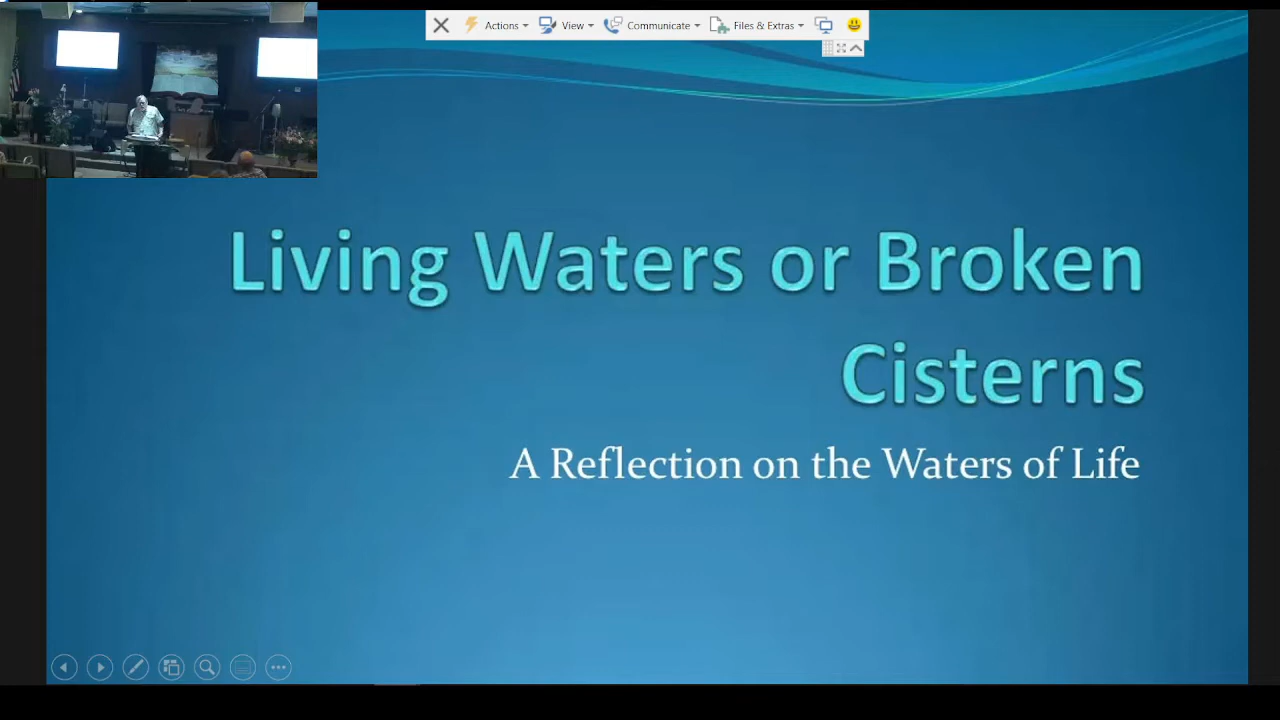 Actions View Communicate Files & Extras
Living Waters or Broken
Cisterns
A Reflection on the Waters of Life